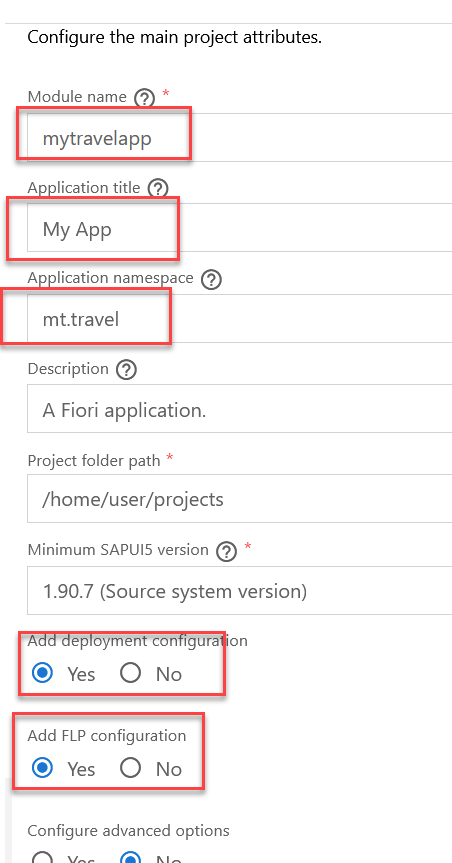 Configure the main project attributes.
Module name ? *
mytravelapp
Application title ?
My App
Application namespace ?
mt.travel
Description ?
A Fiori application.
Project folder path *
/home/user/projects
Minimum SAPUI5 version ? *
1.90.7 (Source system version)
Add deployment configuration
Yes No
Add FLP configuration
Yes No
Configure advanced options
Yes No